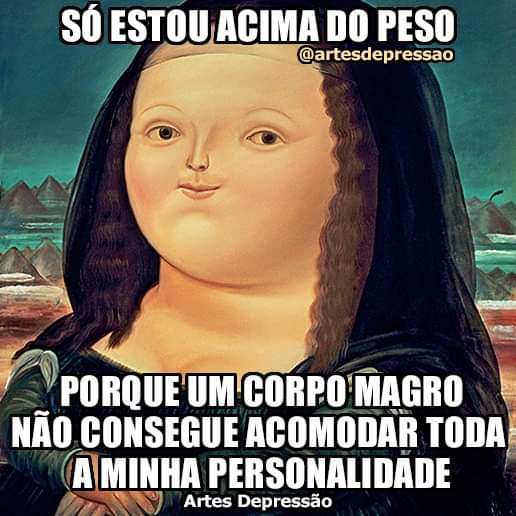 SÓ ESTOU ACIMA DO PESO
@artesdepressao
PORQUE UM CORPO MAGRO
NÃO CONSEGUE ACOMODAR TODA
A MINHA PERSONALIDADE
Artes Depressão